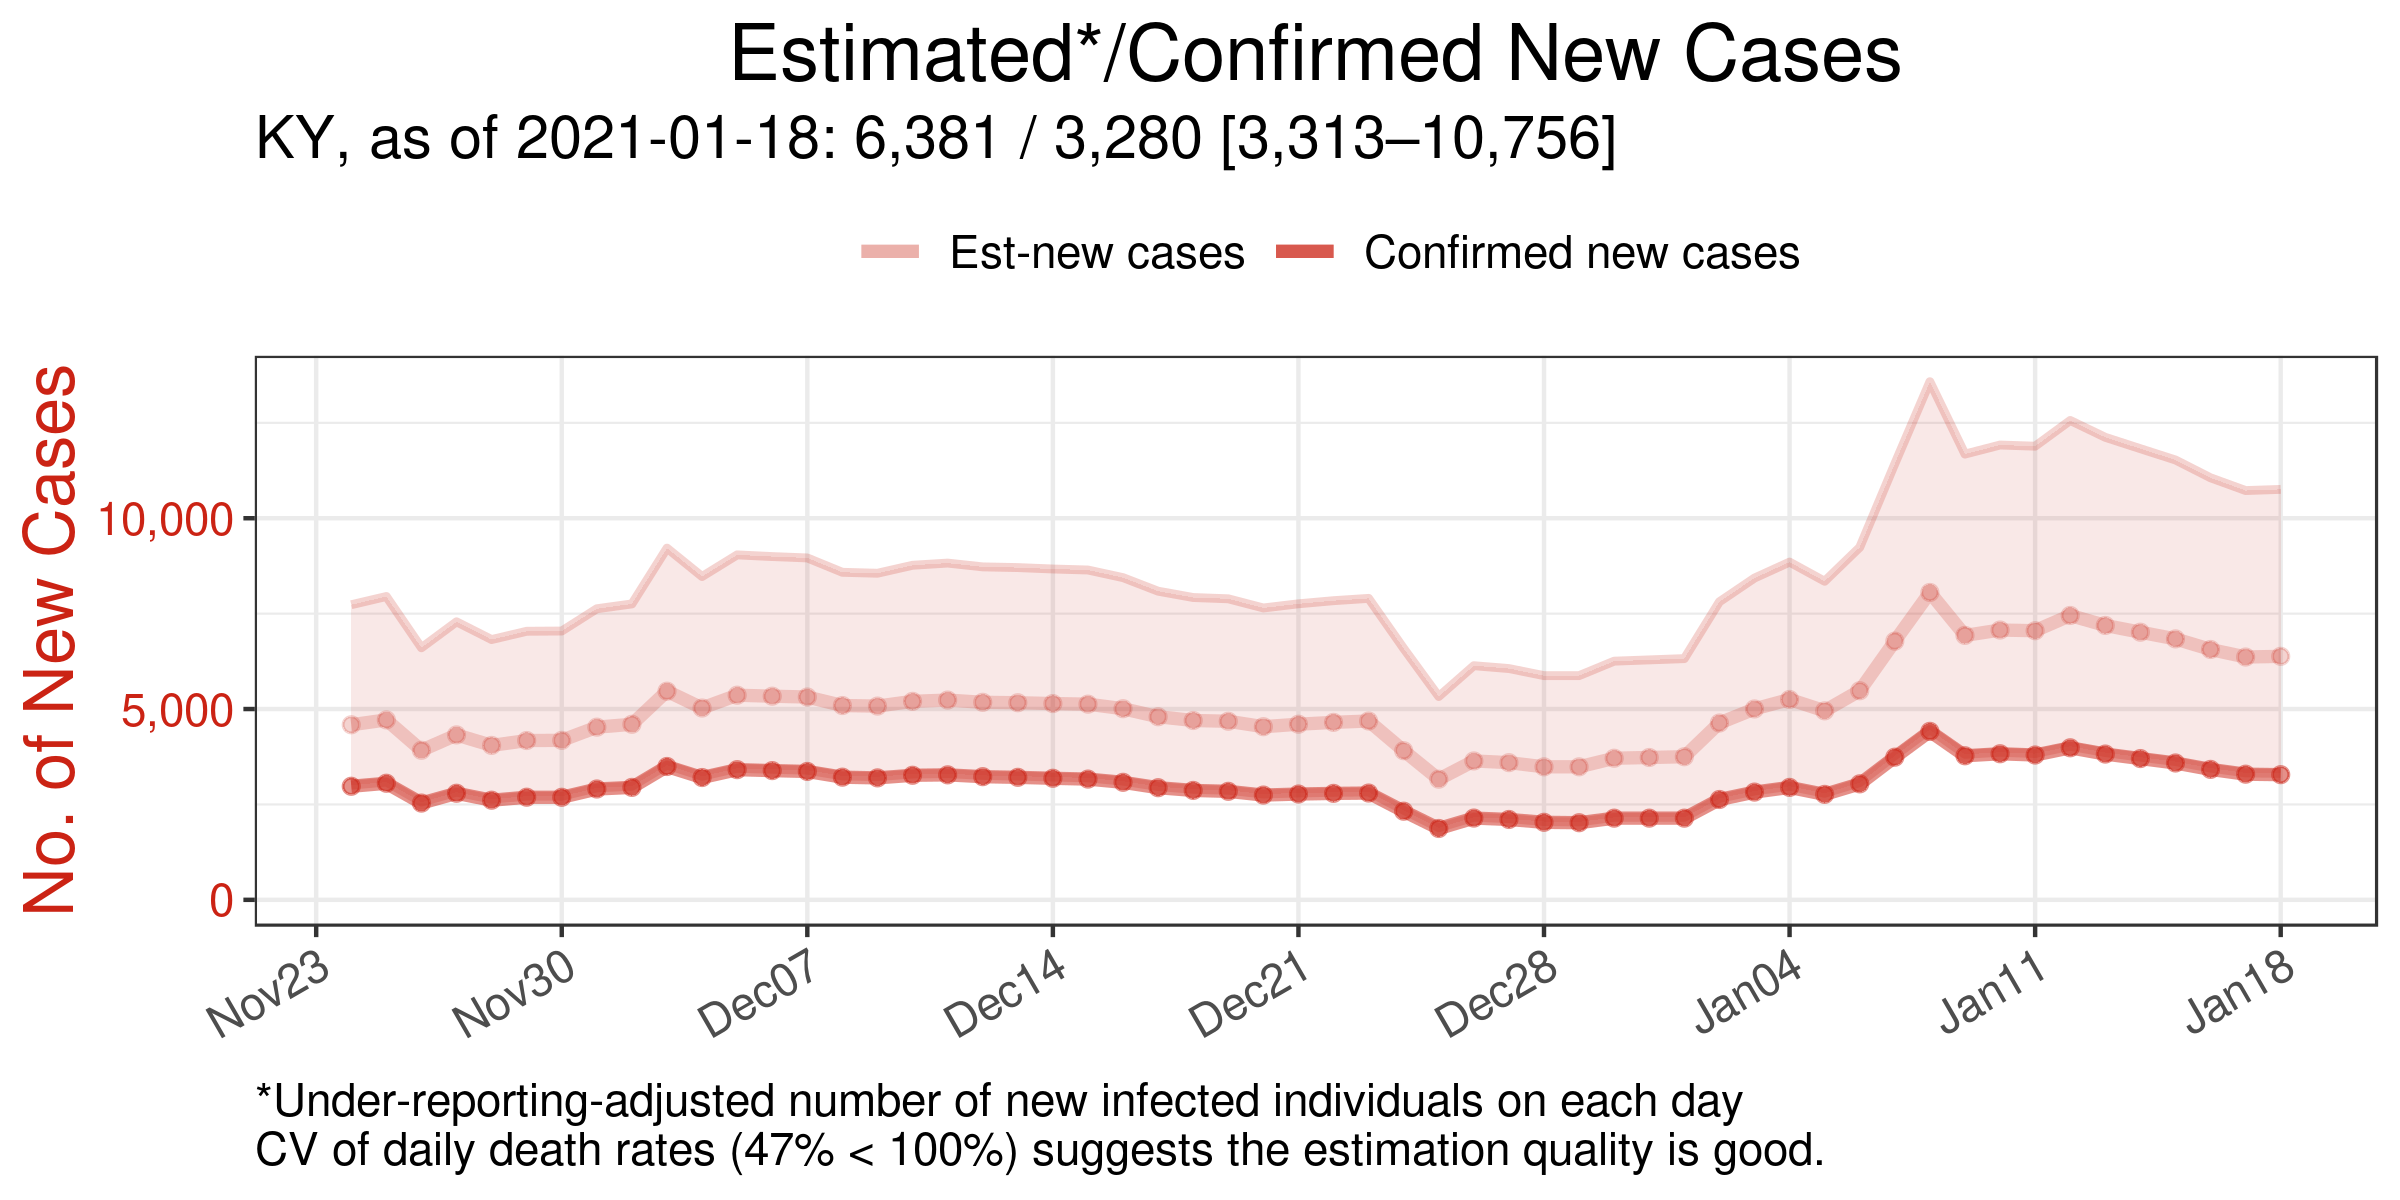 Estimated*/Confirmed New Cases
KY, as of 2021-01-18: 6,381 / 3,280 [3,313–10,756]
Est-new cases
Confirmed new cases
No. of New Cases
10,000
5,000
0
Nov23
Nov30
Dec07
Dec14
Dec21
Dec28
Jan04
Jan11
Jan18
*Under-reporting-adjusted number of new infected individuals on each day
CV of daily death rates (47% < 100%) suggests the estimation quality is good.